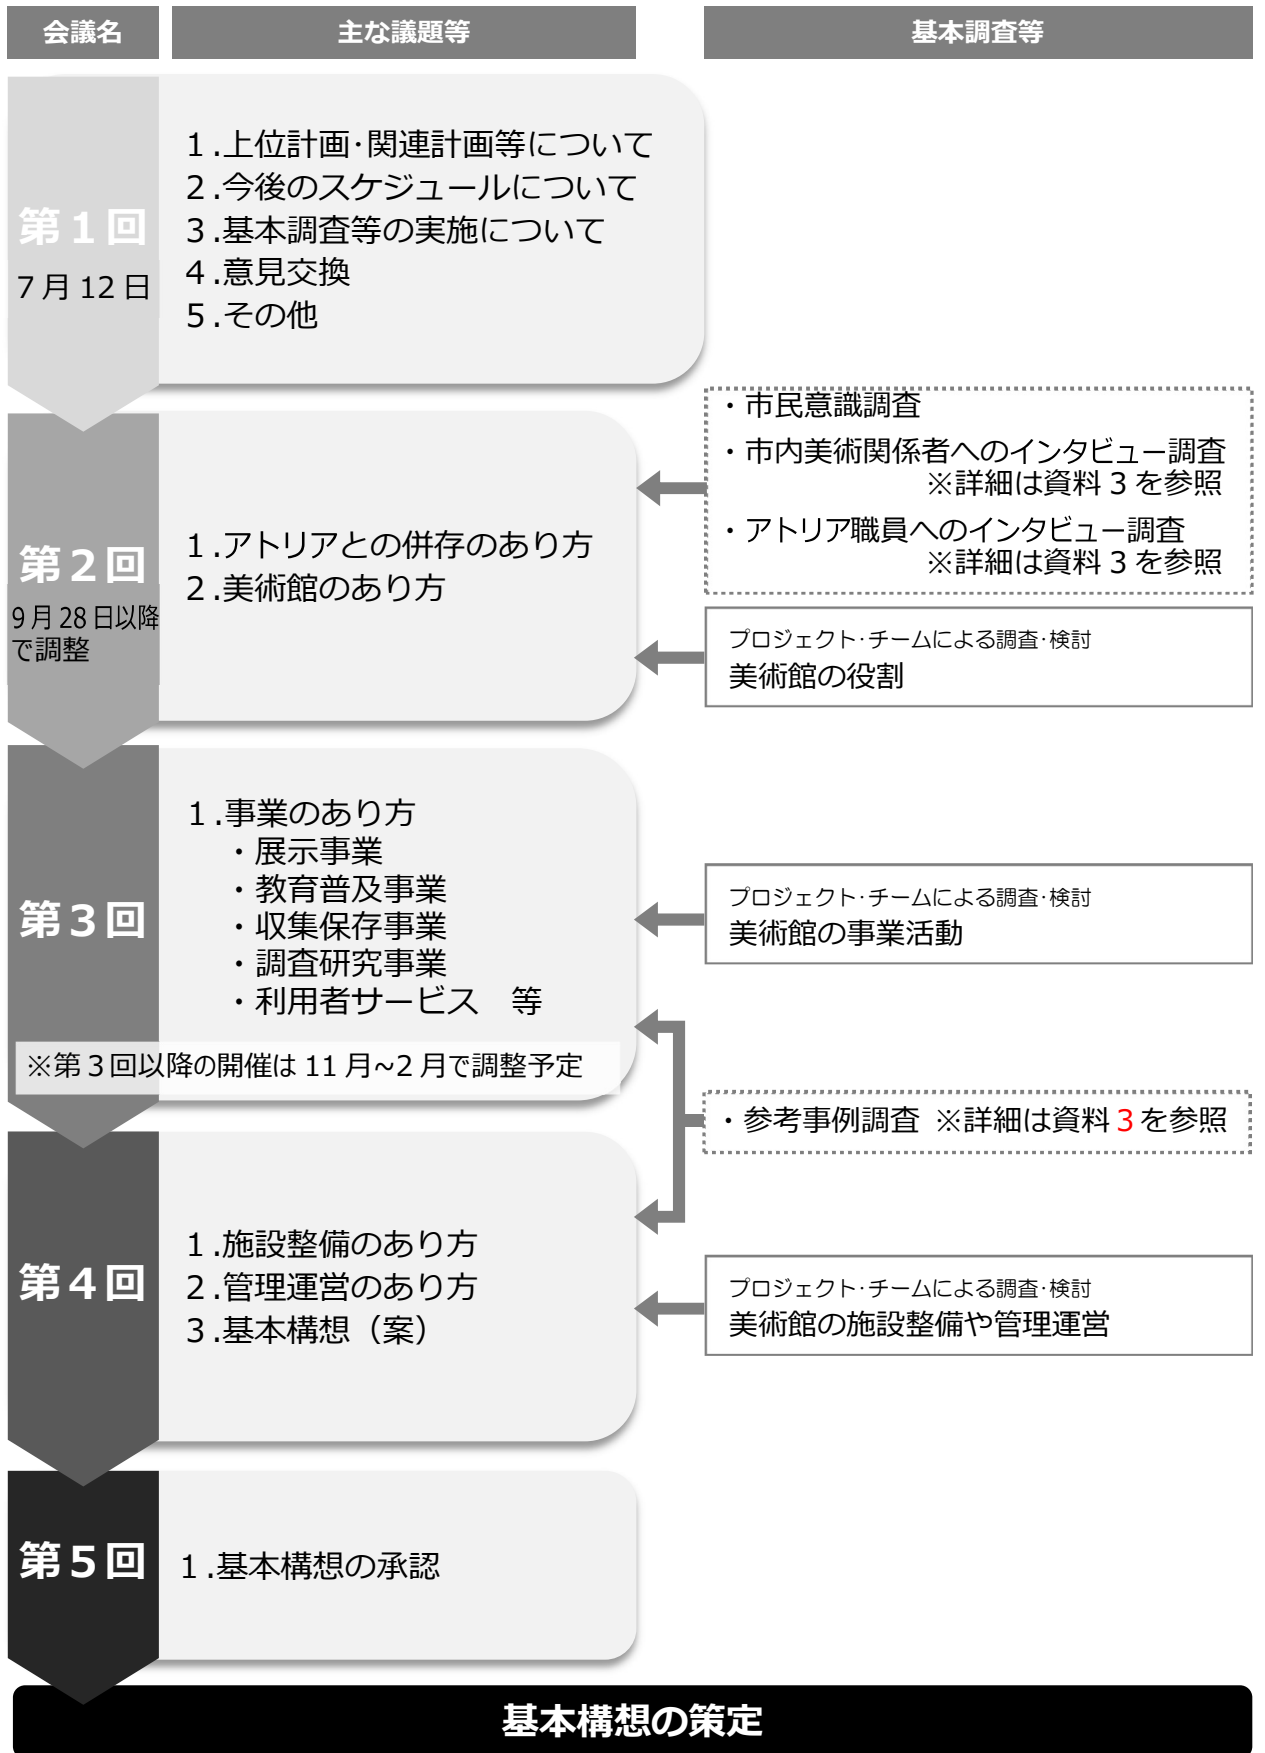 会議名
主な議題等
基本調査等
第１回
７月 12 日
１.上位計画･関連計画等について
２.今後のスケジュールについて
３.基本調査等の実施について
４.意見交換
５.その他
第２回
９月 28 日以降
で調整
１.アトリアとの併存のあり方
２.美術館のあり方
・市民意識調査
・市内美術関係者へのインタビュー調査
※詳細は資料３を参照
・アトリア職員へのインタビュー調査
※詳細は資料３を参照
プロジェクト･チームによる調査･検討
美術館の役割
第３回
１.事業のあり方
・展示事業
・教育普及事業
・収集保存事業
・調査研究事業
・利用者サービス　等
※第３回以降の開催は 11 月~2 月で調整予定
プロジェクト･チームによる調査･検討
美術館の事業活動
・参考事例調査 ※詳細は資料３を参照
第４回
１.施設整備のあり方
２.管理運営のあり方
３.基本構想（案）
プロジェクト･チームによる調査･検討
美術館の施設整備や管理運営
第５回
１.基本構想の承認
基本構想の策定